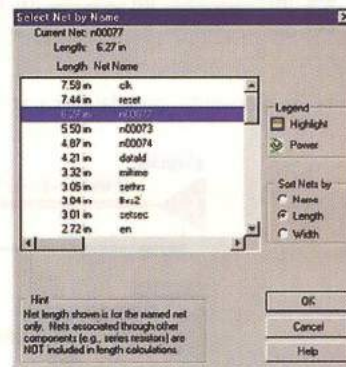 Select Net by Name
Current Net: n00077
Length: 6.27 in
Length Net Name
7.58 in clk
7.44 in reset
6.27 in n00077
5.50 in n00073
4.87 in n00074
4.21 in datald
3.32 in
3.05 in sethrs
3.04 in
3.01 in setsec
2.72 in en
Legend
Highlight
Power
Sort Nets by
Name
Length
Width
Hint
Net length shown is for the named net
only. Nets associated through other
components (e.g., series resistors) are
NOT included in length calculations.
OK
Cancel
Help